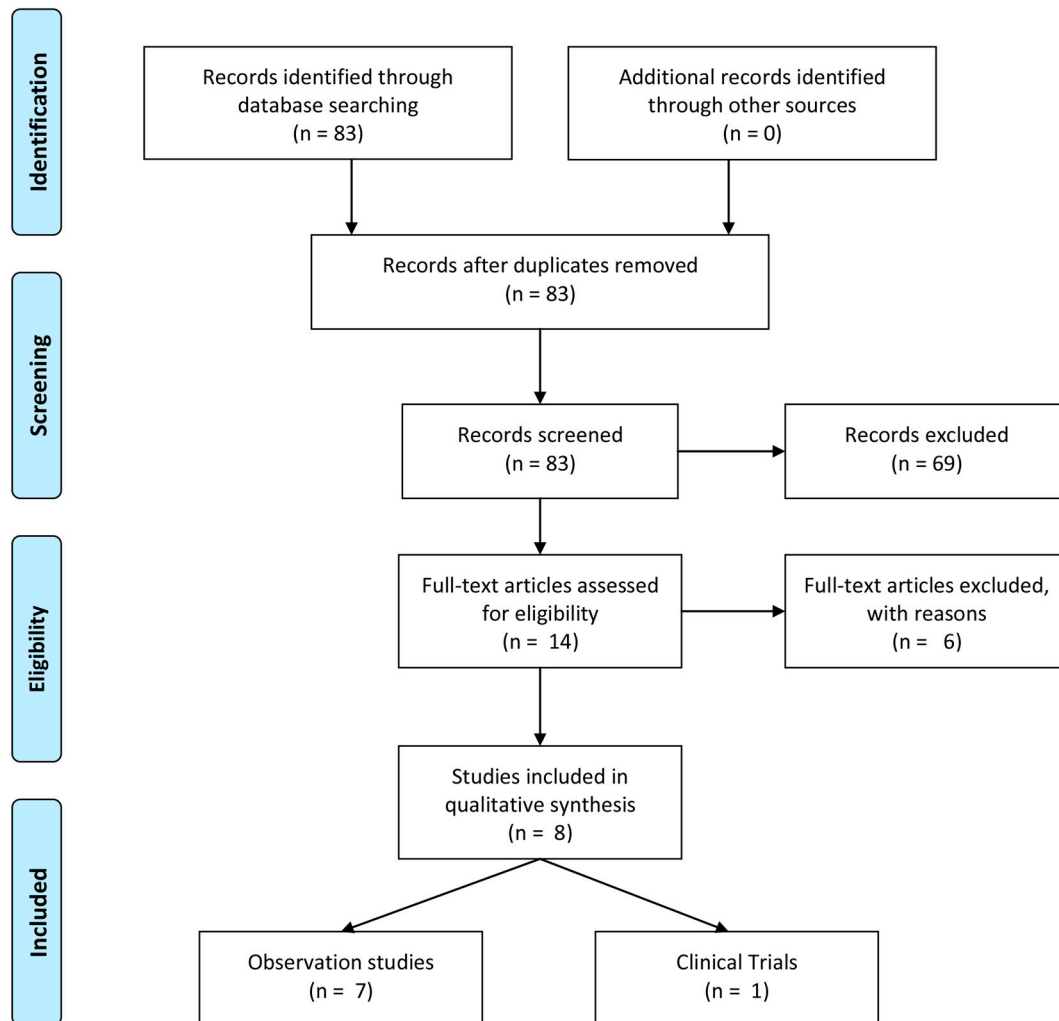 Identification
Records identified through
database searching
(n = 83)
Additional records identified
through other sources
(n = 0)
Records after duplicates removed
(n = 83)
Screening
Records screened
(n = 83)
Records excluded
(n = 69)
Eligibility
Full-text articles assessed
for eligibility
(n =  14)
Full-text articles excluded,
with reasons
(n =   6)
Studies included in
qualitative synthesis
(n =  8)
Included
Observation studies
(n =  7)
Clinical Trials
(n =  1)